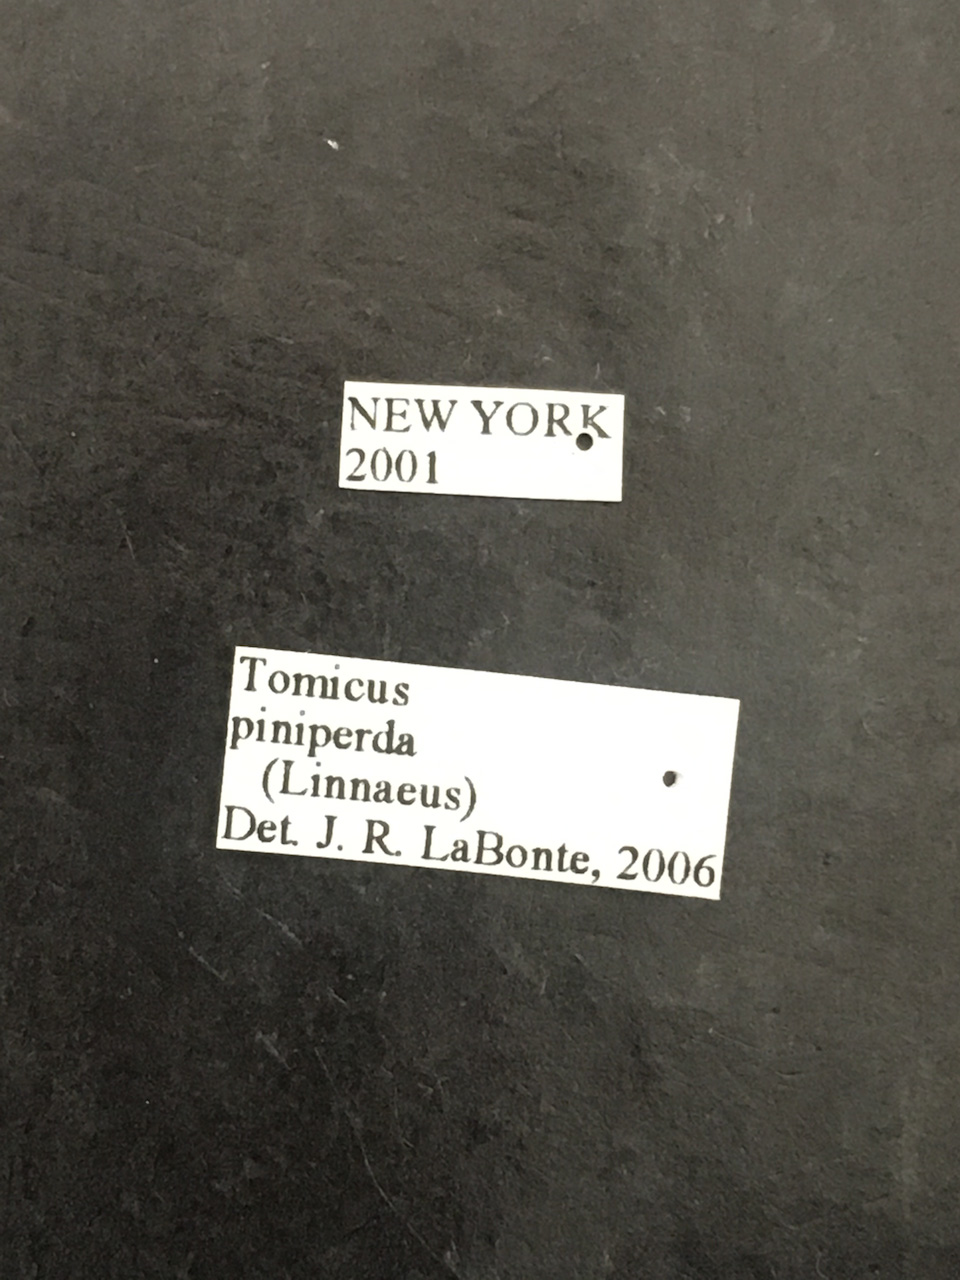 NEW YORK
2001
Tomicus
piniperda
(Linnaeus)
Det. J. R. LaBonte, 2006